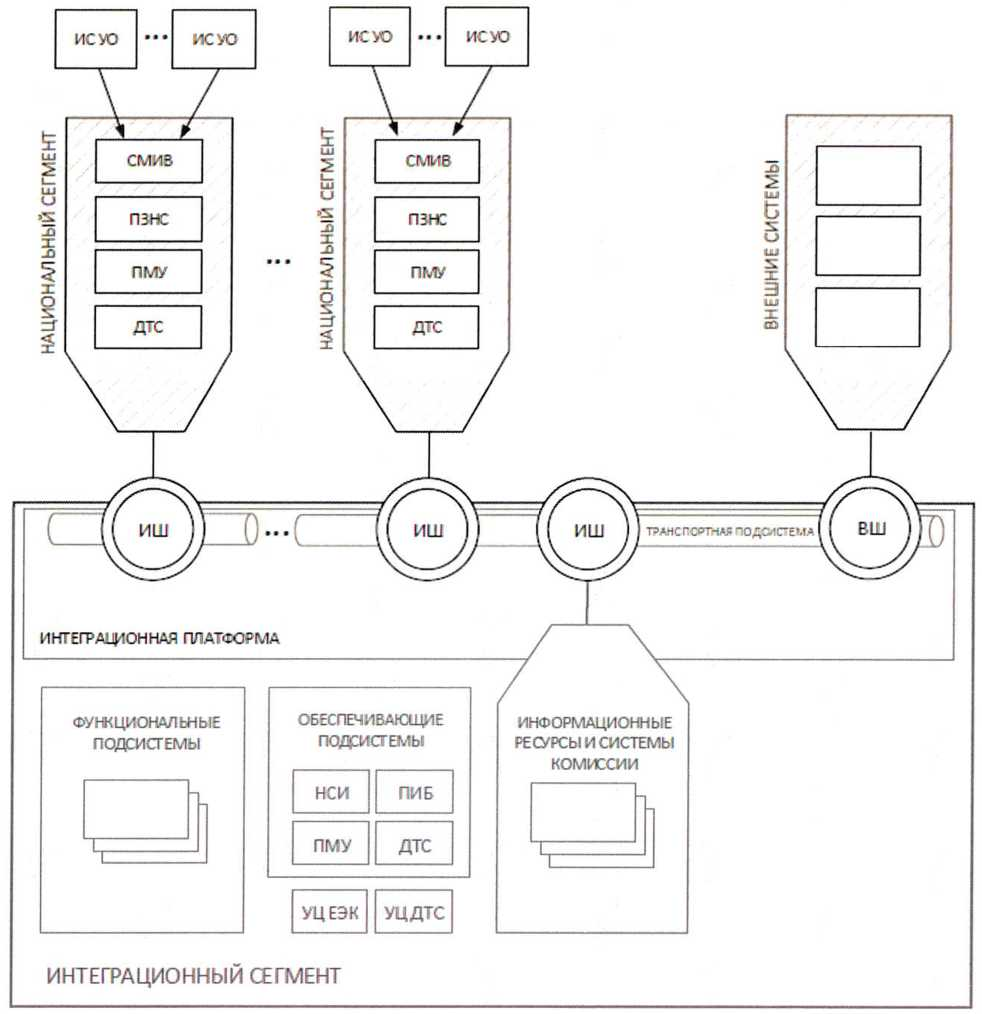 ИС УО ... ИС УО
ИС УО ... ИС УО
НАЦИОНАЛЬНЫЙ СЕГМЕНТ
СМИВ
ПЗНС
ПМУ
ДТС
...
НАЦИОНАЛЬНЫЙ СЕГМЕНТ
СМИВ
ПЗНС
ПМУ
ДТС
ВНЕШНИЕ СИСТЕМЫ
ИШ
...
ИШ
ИШ
ТРАНСПОРТНАЯ ПОДСИСТЕМА
ВШ
ИНТЕГРАЦИОННАЯ ПЛАТФОРМА
ФУНКЦИОНАЛЬНЫЕ
ПОДСИСТЕМЫ
ОБЕСПЕЧИВАЮЩИЕ
ПОДСИСТЕМЫ
НСИ
ПИБ
ПМУ
ДТС
УЦ ЕЭК
УЦ ДТС
ИНФОРМАЦИОННЫЕ
РЕСУРСЫ И СИСТЕМЫ
КОМИССИИ
ИНТЕГРАЦИОННЫЙ СЕГМЕНТ